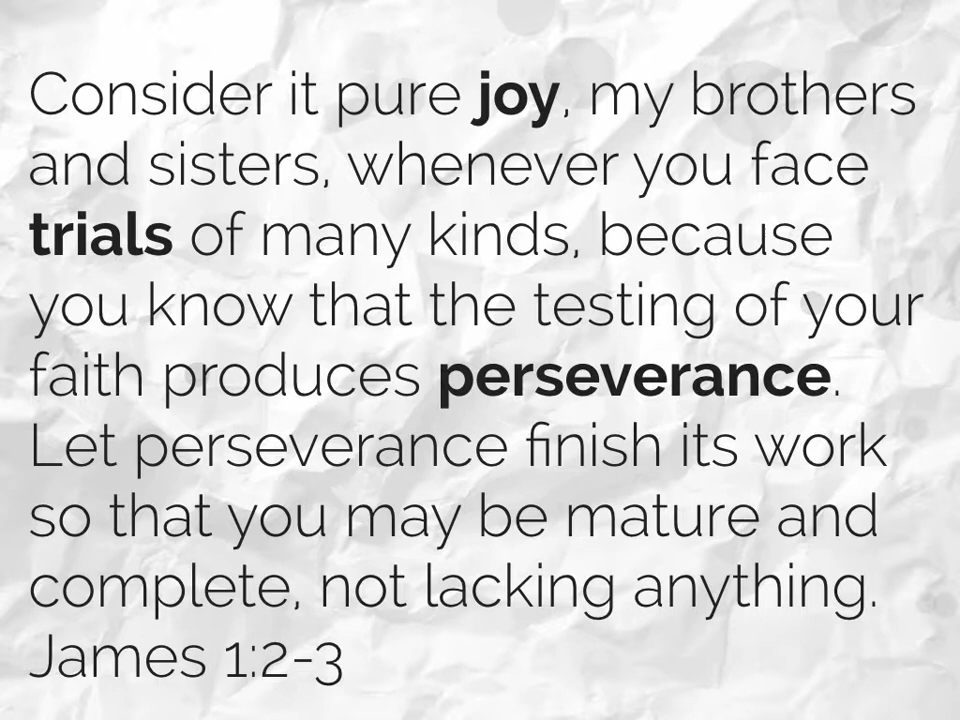 Consider it pure joy, my brothers
and sisters, whenever you face
trials of many kinds, because
you know that the testing of your
faith produces perseverance.
Let perseverance finish its work
so that you may be mature and
complete, not lacking anything.
James 1:2-3